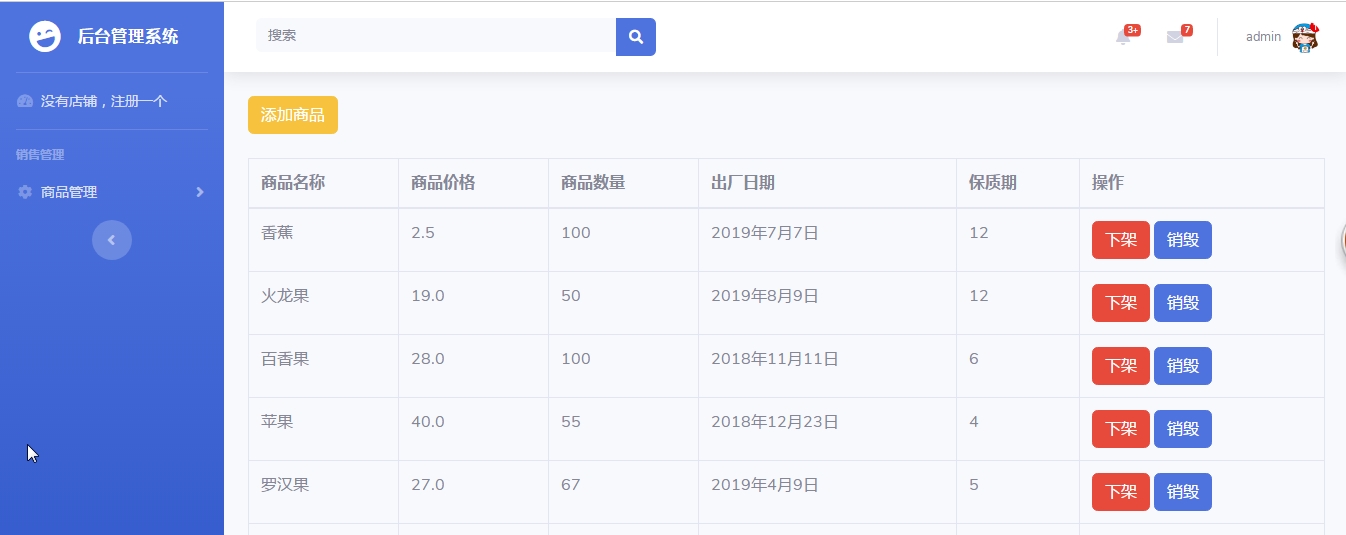 后台管理系统
搜索
3+
7
admin
没有店铺，注册一个
销售管理
商品管理
添加商品
商品名称 商品价格 商品数量 出厂日期 保质期 操作
香蕉 2.5 100 2019年7月7日 12 下架 销毁
火龙果 19.0 50 2019年8月9日 12 下架 销毁
百香果 28.0 100 2018年11月11日 6 下架 销毁
苹果 40.0 55 2018年12月23日 4 下架 销毁
罗汉果 27.0 67 2019年4月9日 5 下架 销毁